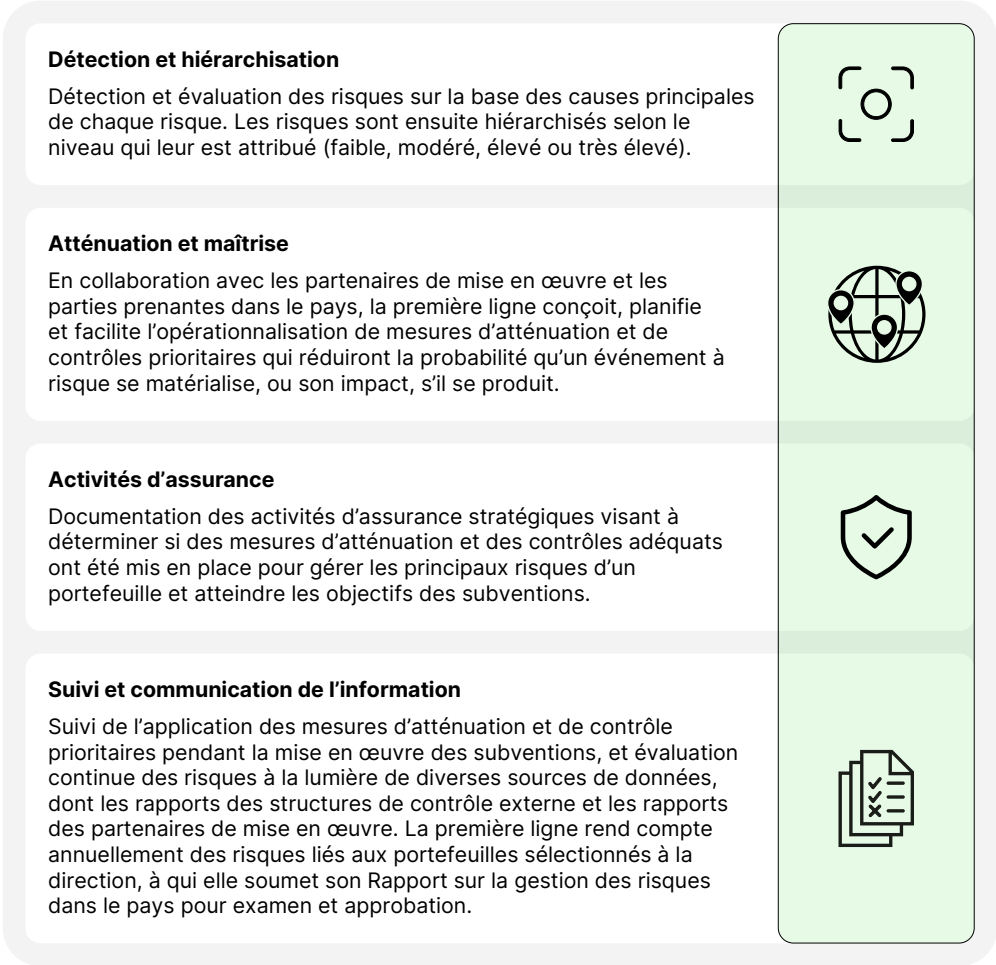 Détection et hiérarchisation
Détection et évaluation des risques sur la base des causes principales
de chaque risque. Les risques sont ensuite hiérarchisés selon le
niveau qui leur est attribué (faible, modéré, élevé ou très élevé).
Atténuation et maîtrise
En collaboration avec les partenaires de mise en œuvre et les
parties prenantes dans le pays, la première ligne conçoit, planifie
et facilite l’opérationnalisation de mesures d’atténuation et de
contrôles prioritaires qui réduiront la probabilité qu’un événement à
risque se matérialise, ou son impact, s’il se produit.
Activités d’assurance
Documentation des activités d’assurance stratégiques visant à
déterminer si des mesures d’atténuation et des contrôles adéquats
ont été mis en place pour gérer les principaux risques d’un
portefeuille et atteindre les objectifs des subventions.
Suivi et communication de l’information
Suivi de l’application des mesures d’atténuation et de contrôle
prioritaires pendant la mise en œuvre des subventions, et évaluation
continue des risques à la lumière de diverses sources de données,
dont les rapports des structures de contrôle externe et les rapports
des partenaires de mise en œuvre. La première ligne rend compte
annuellement des risques liés aux portefeuilles sélectionnés à la
direction, à qui elle soumet son Rapport sur la gestion des risques
dans le pays pour examen et approbation.